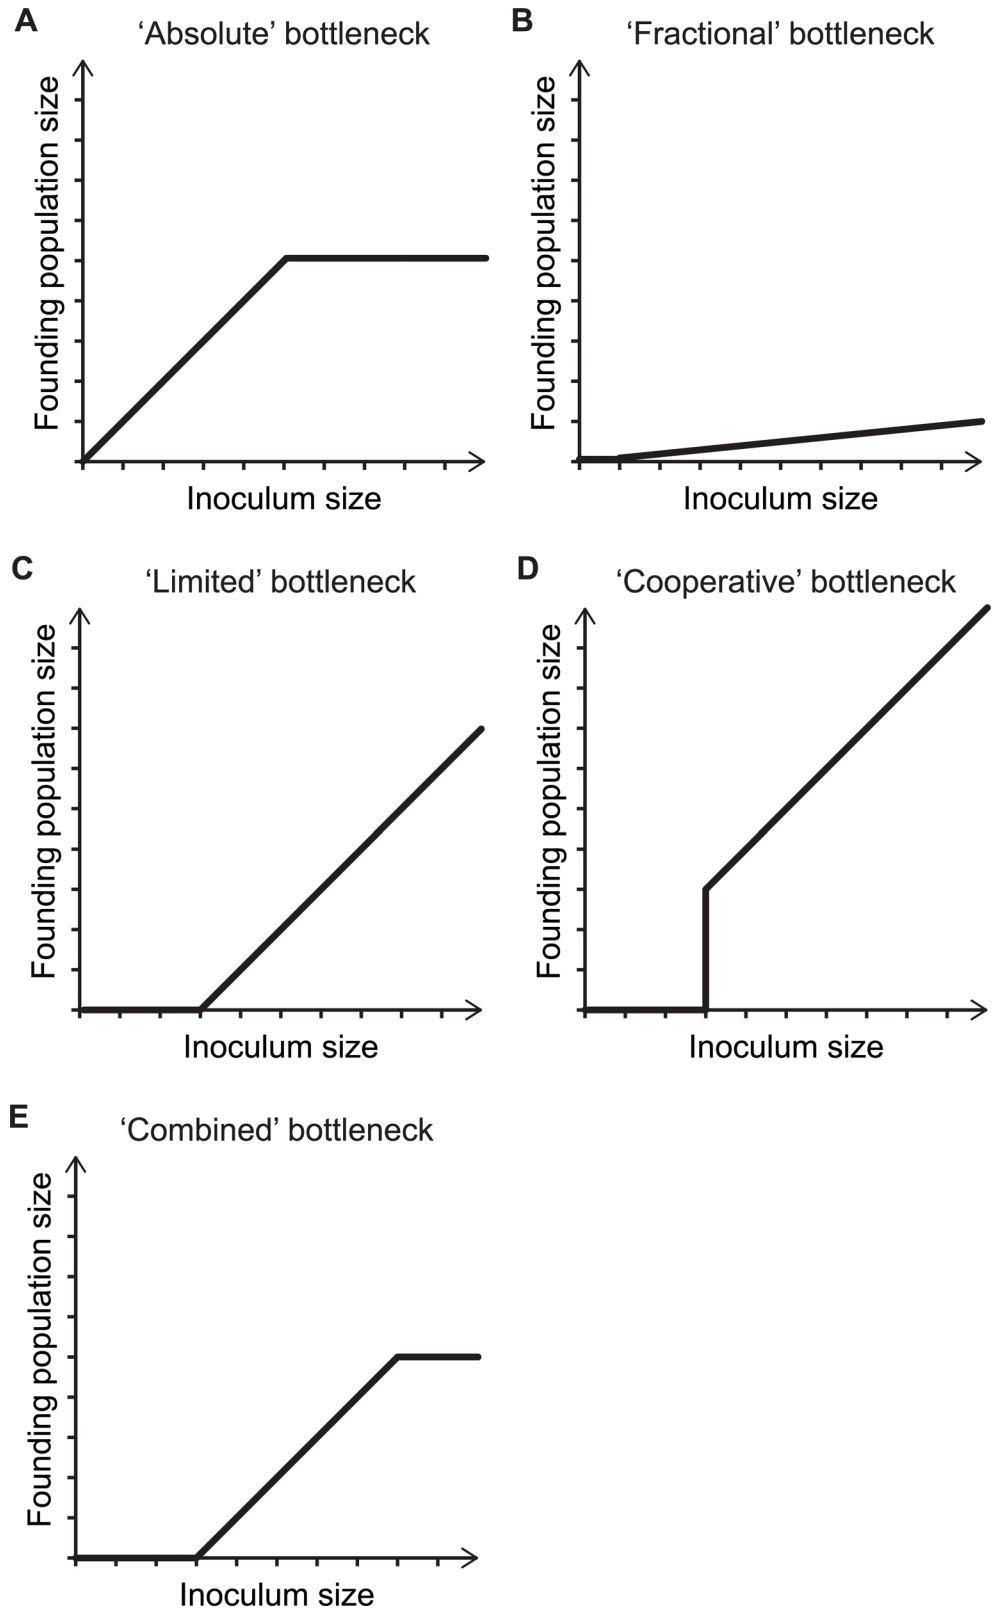 A
‘Absolute’ bottleneck
Founding population size
Inoculum size
B
‘Fractional’ bottleneck
Founding population size
Inoculum size
C
‘Limited’ bottleneck
Founding population size
Inoculum size
D
‘Cooperative’ bottleneck
Founding population size
Inoculum size
E
‘Combined’ bottleneck
Founding population size
Inoculum size